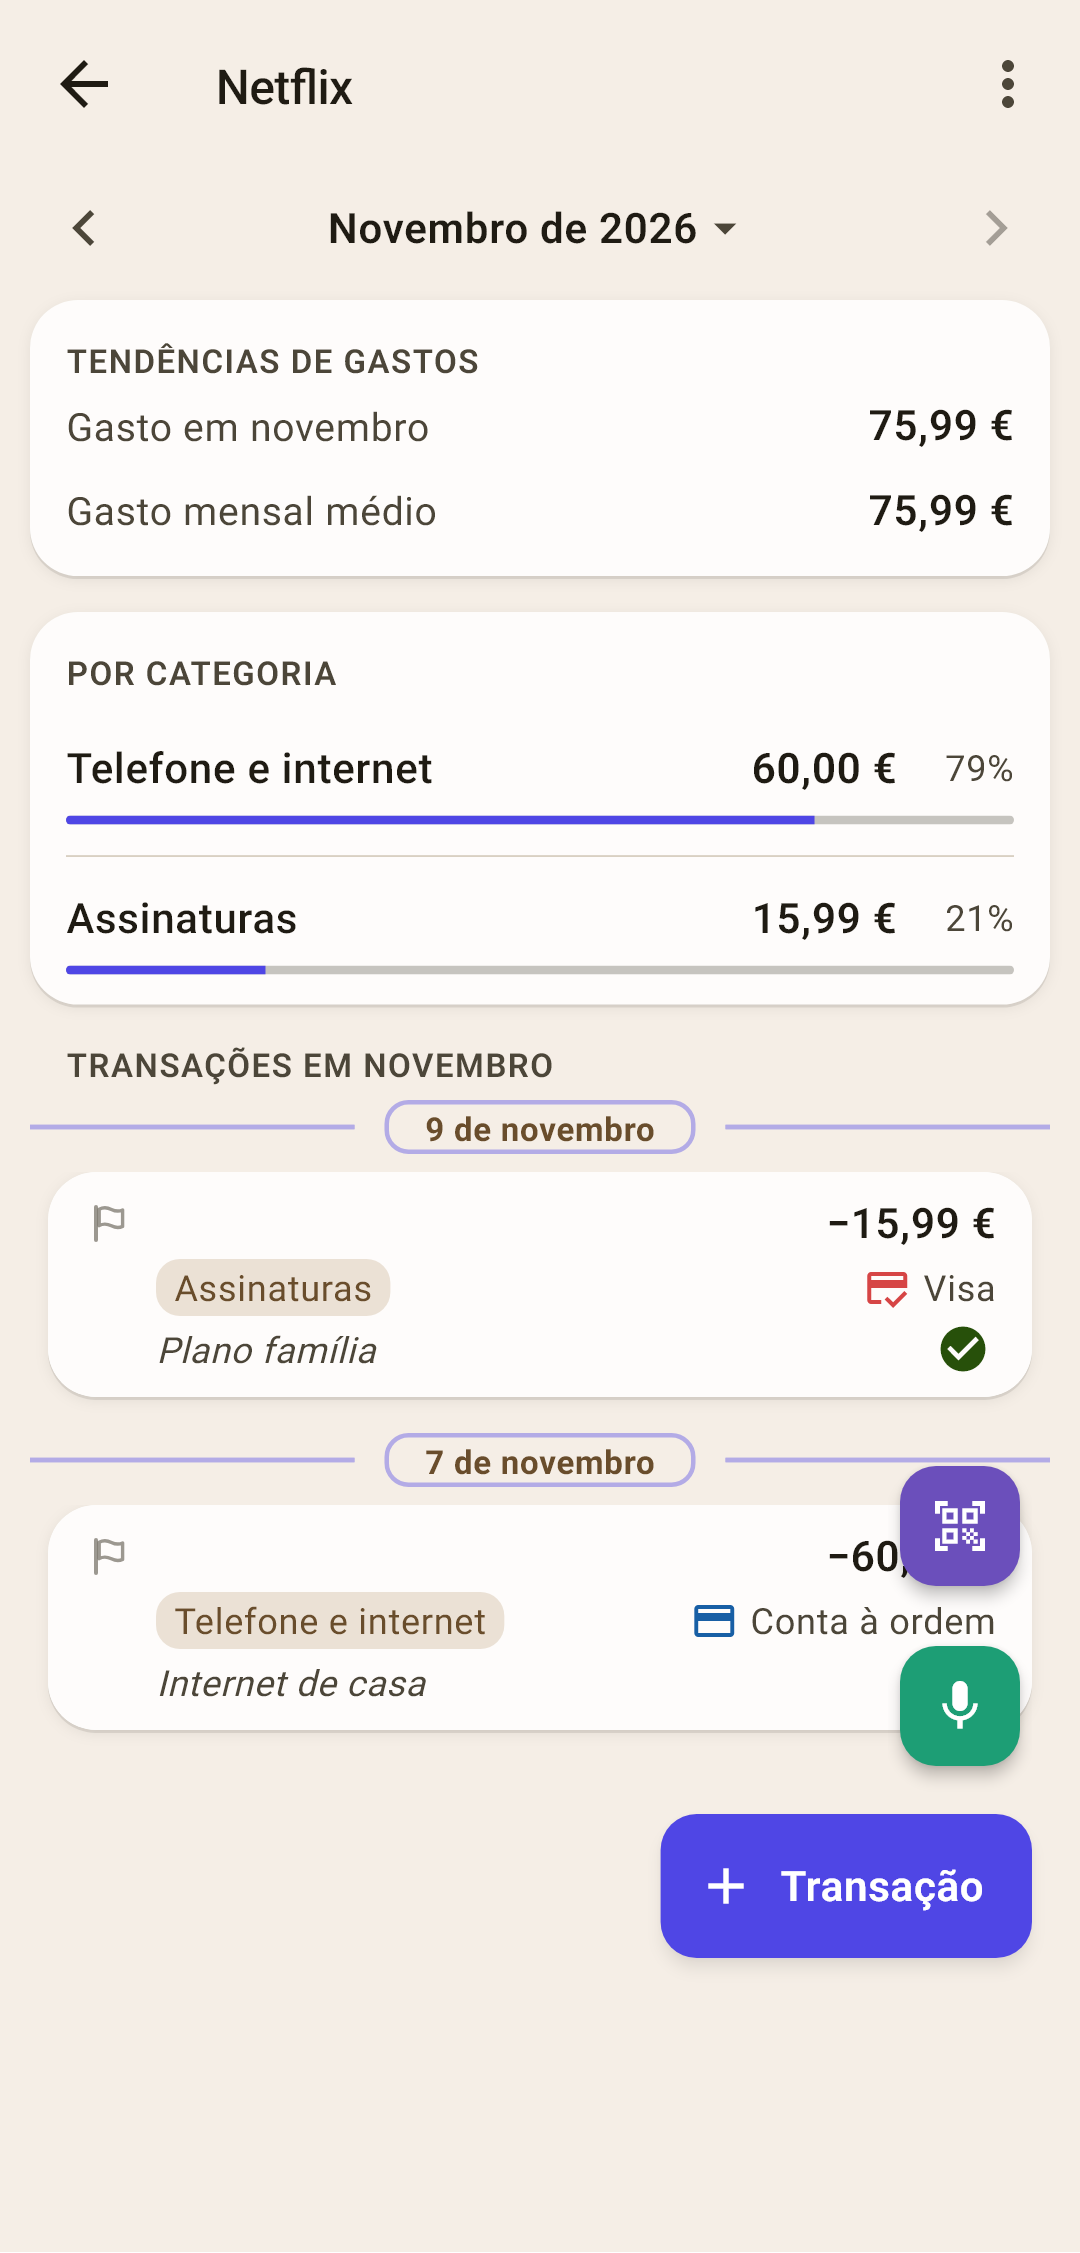 Netflix
Novembro de 2026
TENDÊNCIAS DE GASTOS
Gasto em novembro 75,99 €
Gasto mensal médio 75,99 €
POR CATEGORIA
Telefone e internet 60,00 € 79%
Assinaturas 15,99 € 21%
TRANSAÇÕES EM NOVEMBRO
9 de novembro
−15,99 €
Assinaturas Visa
Plano família
7 de novembro
−60,
Telefone e internet Conta à ordem
Internet de casa
Transação